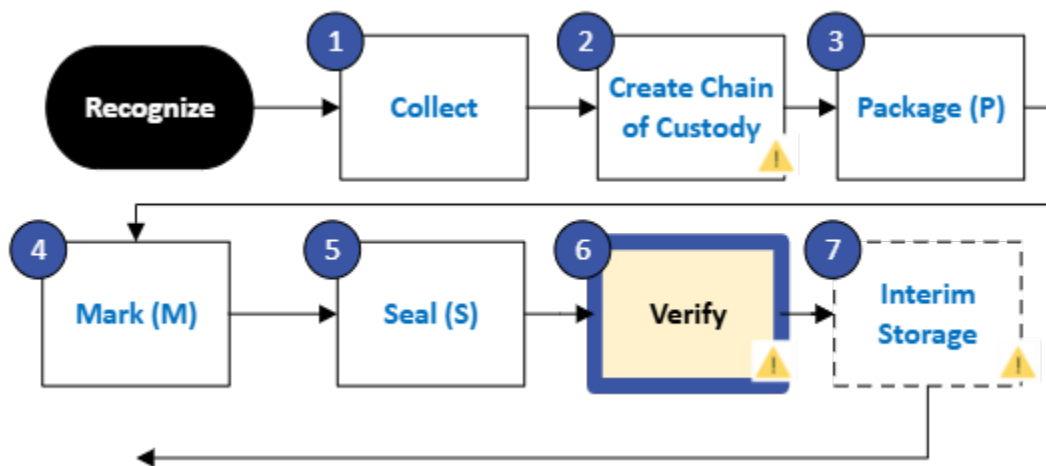 1
2
3
Recognize
Collect
Create Chain
of Custody
Package (P)
4
5
6
7
Mark (M)
Seal (S)
Verify
Interim
Storage